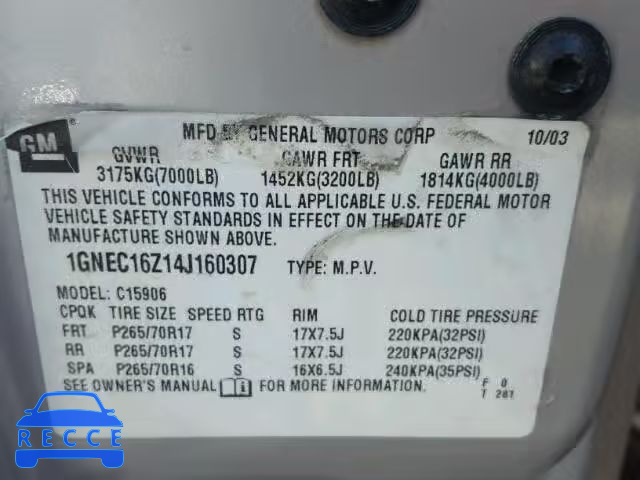 GM
MFD BY GENERAL MOTORS CORP 10/03
GVWR GAWR FRT GAWR RR
3175KG(7000LB) 1452KG(3200LB) 1814KG(4000LB)
THIS VEHICLE CONFORMS TO ALL APPLICABLE U.S. FEDERAL MOTOR
VEHICLE SAFETY STANDARDS IN EFFECT ON THE DATE OF
MANUFACTURE SHOWN ABOVE.
1GNEC16Z14J160307 TYPE: M.P.V.
MODEL: C15906
CPQK TIRE SIZE SPEED RTG RIM COLD TIRE PRESSURE
FRT P265/70R17 S 17X7.5J 220KPA(32PSI)
RR P265/70R17 S 17X7.5J 220KPA(32PSI)
SPA P265/70R16 S 16X6.5J 240KPA(35PSI)
SEE OWNER'S MANUAL FOR MORE INFORMATION. F 0
T 281
AUTOBIDMASTER.COM